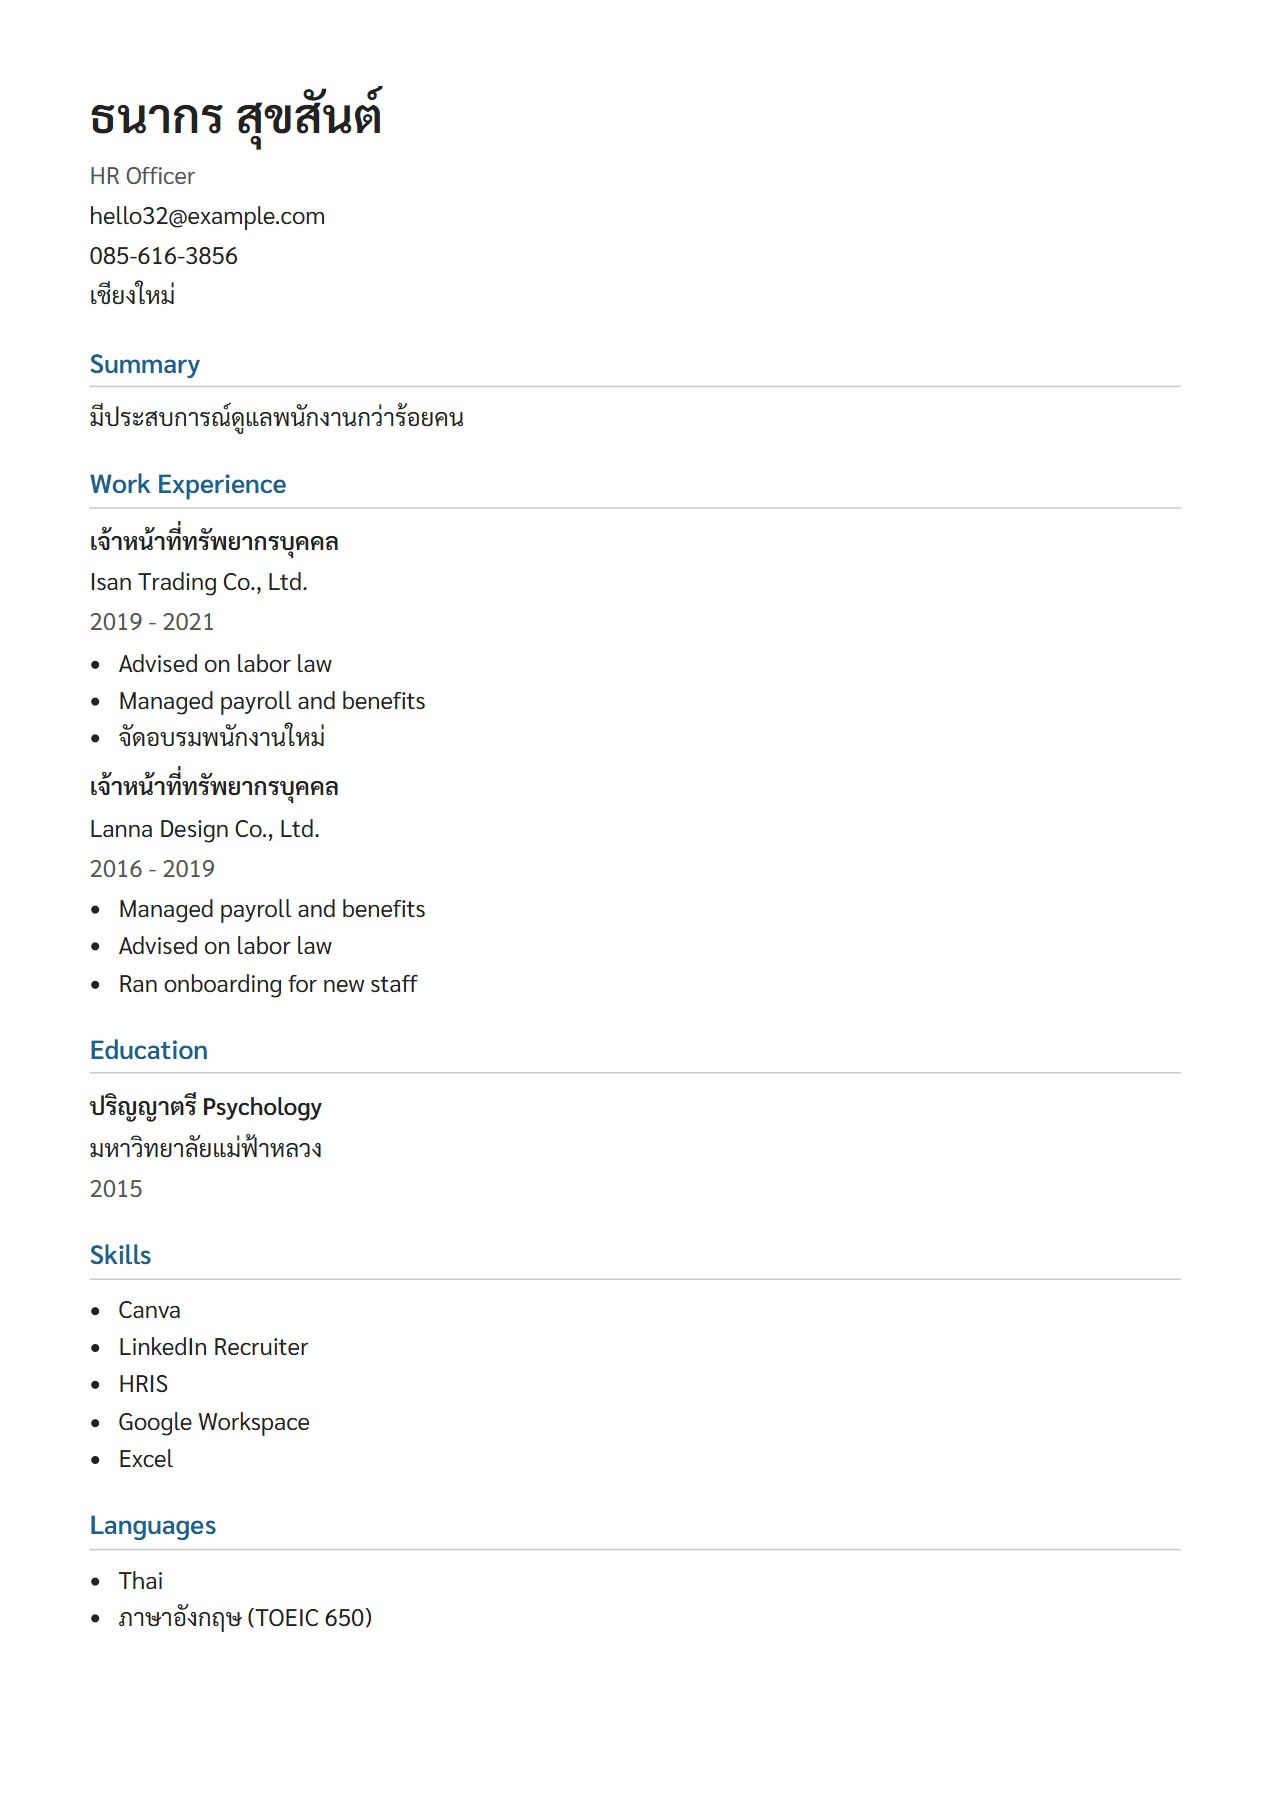 ธนากร สุขสันต์
HR Officer
hello32@example.com
085-616-3856
เชียงใหม่
Summary
มีประสบการณ์ดูแลพนักงานกว่าร้อยคน
Work Experience
เจ้าหน้าที่ทรัพยากรบุคคล
Isan Trading Co., Ltd.
2019 - 2021
• Advised on labor law
• Managed payroll and benefits
• จัดอบรมพนักงานใหม่
เจ้าหน้าที่ทรัพยากรบุคคล
Lanna Design Co., Ltd.
2016 - 2019
• Managed payroll and benefits
• Advised on labor law
• Ran onboarding for new staff
Education
ปริญญาตรี Psychology
มหาวิทยาลัยแม่ฟ้าหลวง
2015
Skills
• Canva
• LinkedIn Recruiter
• HRIS
• Google Workspace
• Excel
Languages
• Thai
• ภาษาอังกฤษ (TOEIC 650)